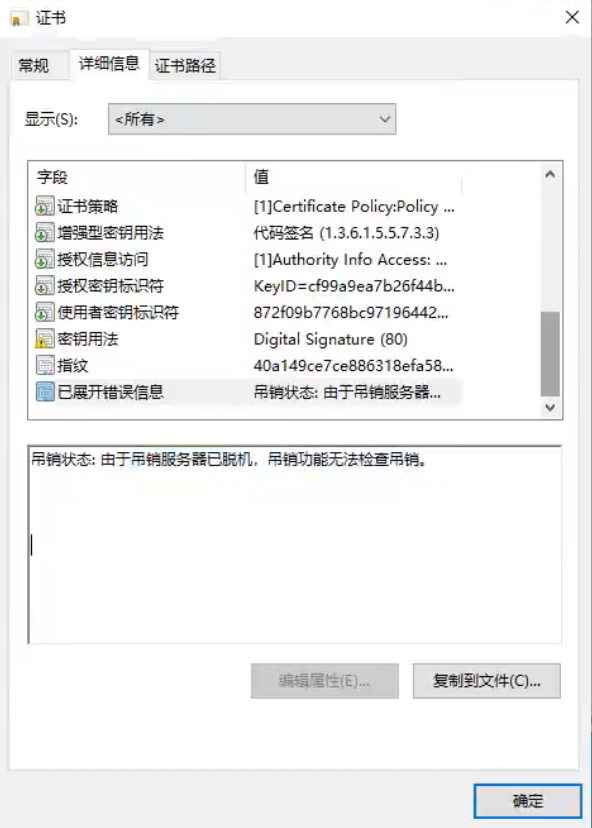 证书
常规 详细信息 证书路径
显示(S): <所有>
字段 值
证书策略 [1]Certificate Policy:Policy ...
增强型密钥用法 代码签名 (1.3.6.1.5.5.7.3.3)
授权信息访问 [1]Authority Info Access: ...
授权密钥标识符 KeyID=cf99a9ea7b26f44b...
使用者密钥标识符 872f09b7768bc97196442...
密钥用法 Digital Signature (80)
指纹 40a149ce7ce886318efa58...
已展开错误信息 吊销状态: 由于吊销服务器...
吊销状态: 由于吊销服务器已脱机，吊销功能无法检查吊销。
编辑属性(E)... 复制到文件(C)...
确定